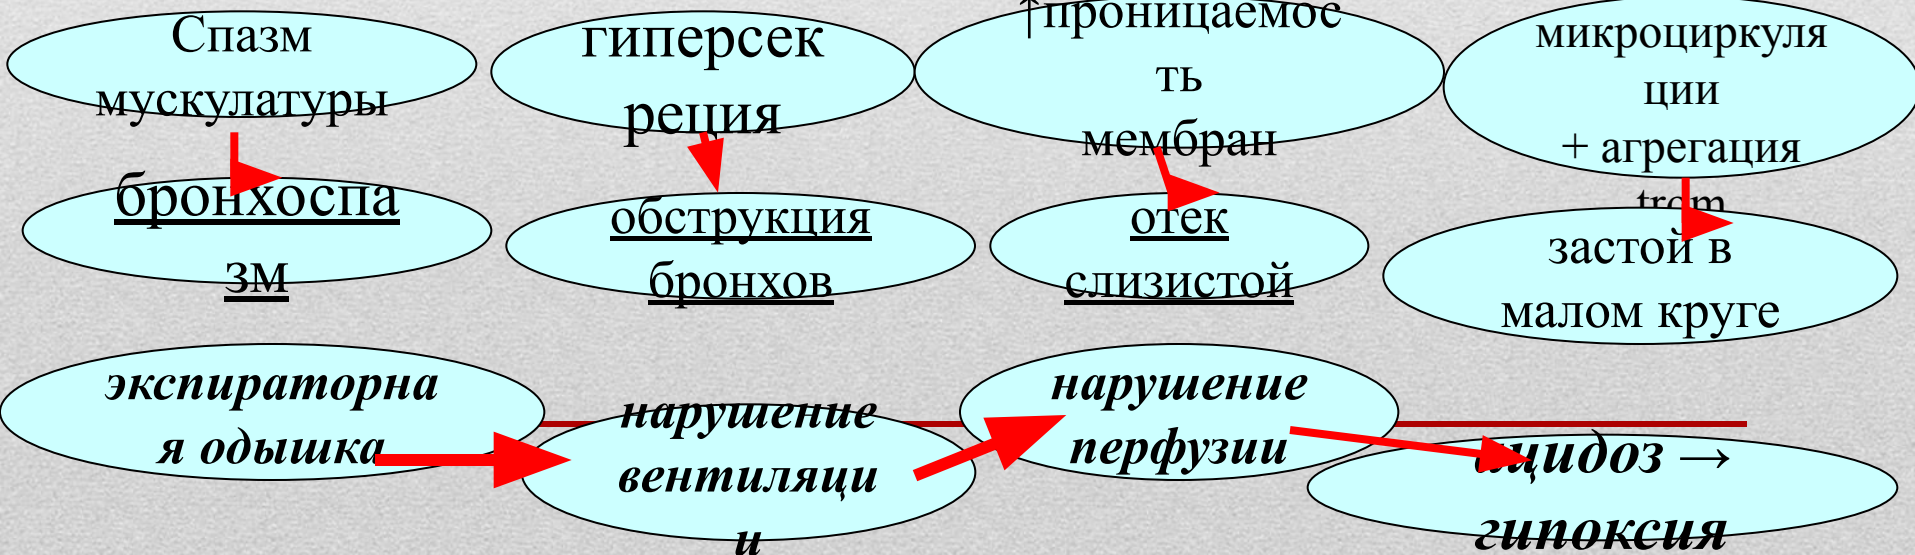 Спазм
мускулатуры
гиперсек
реция
↑проницаемос
ть
мембран
микроциркуля
ции
+ агрегация
trom
бронхоспа
зм
обструкция
бронхов
отек
слизистой
застой в
малом круге
экспираторна
я одышка
нарушение
вентиляци
и
нарушение
перфузии
ацидоз →
гипоксия